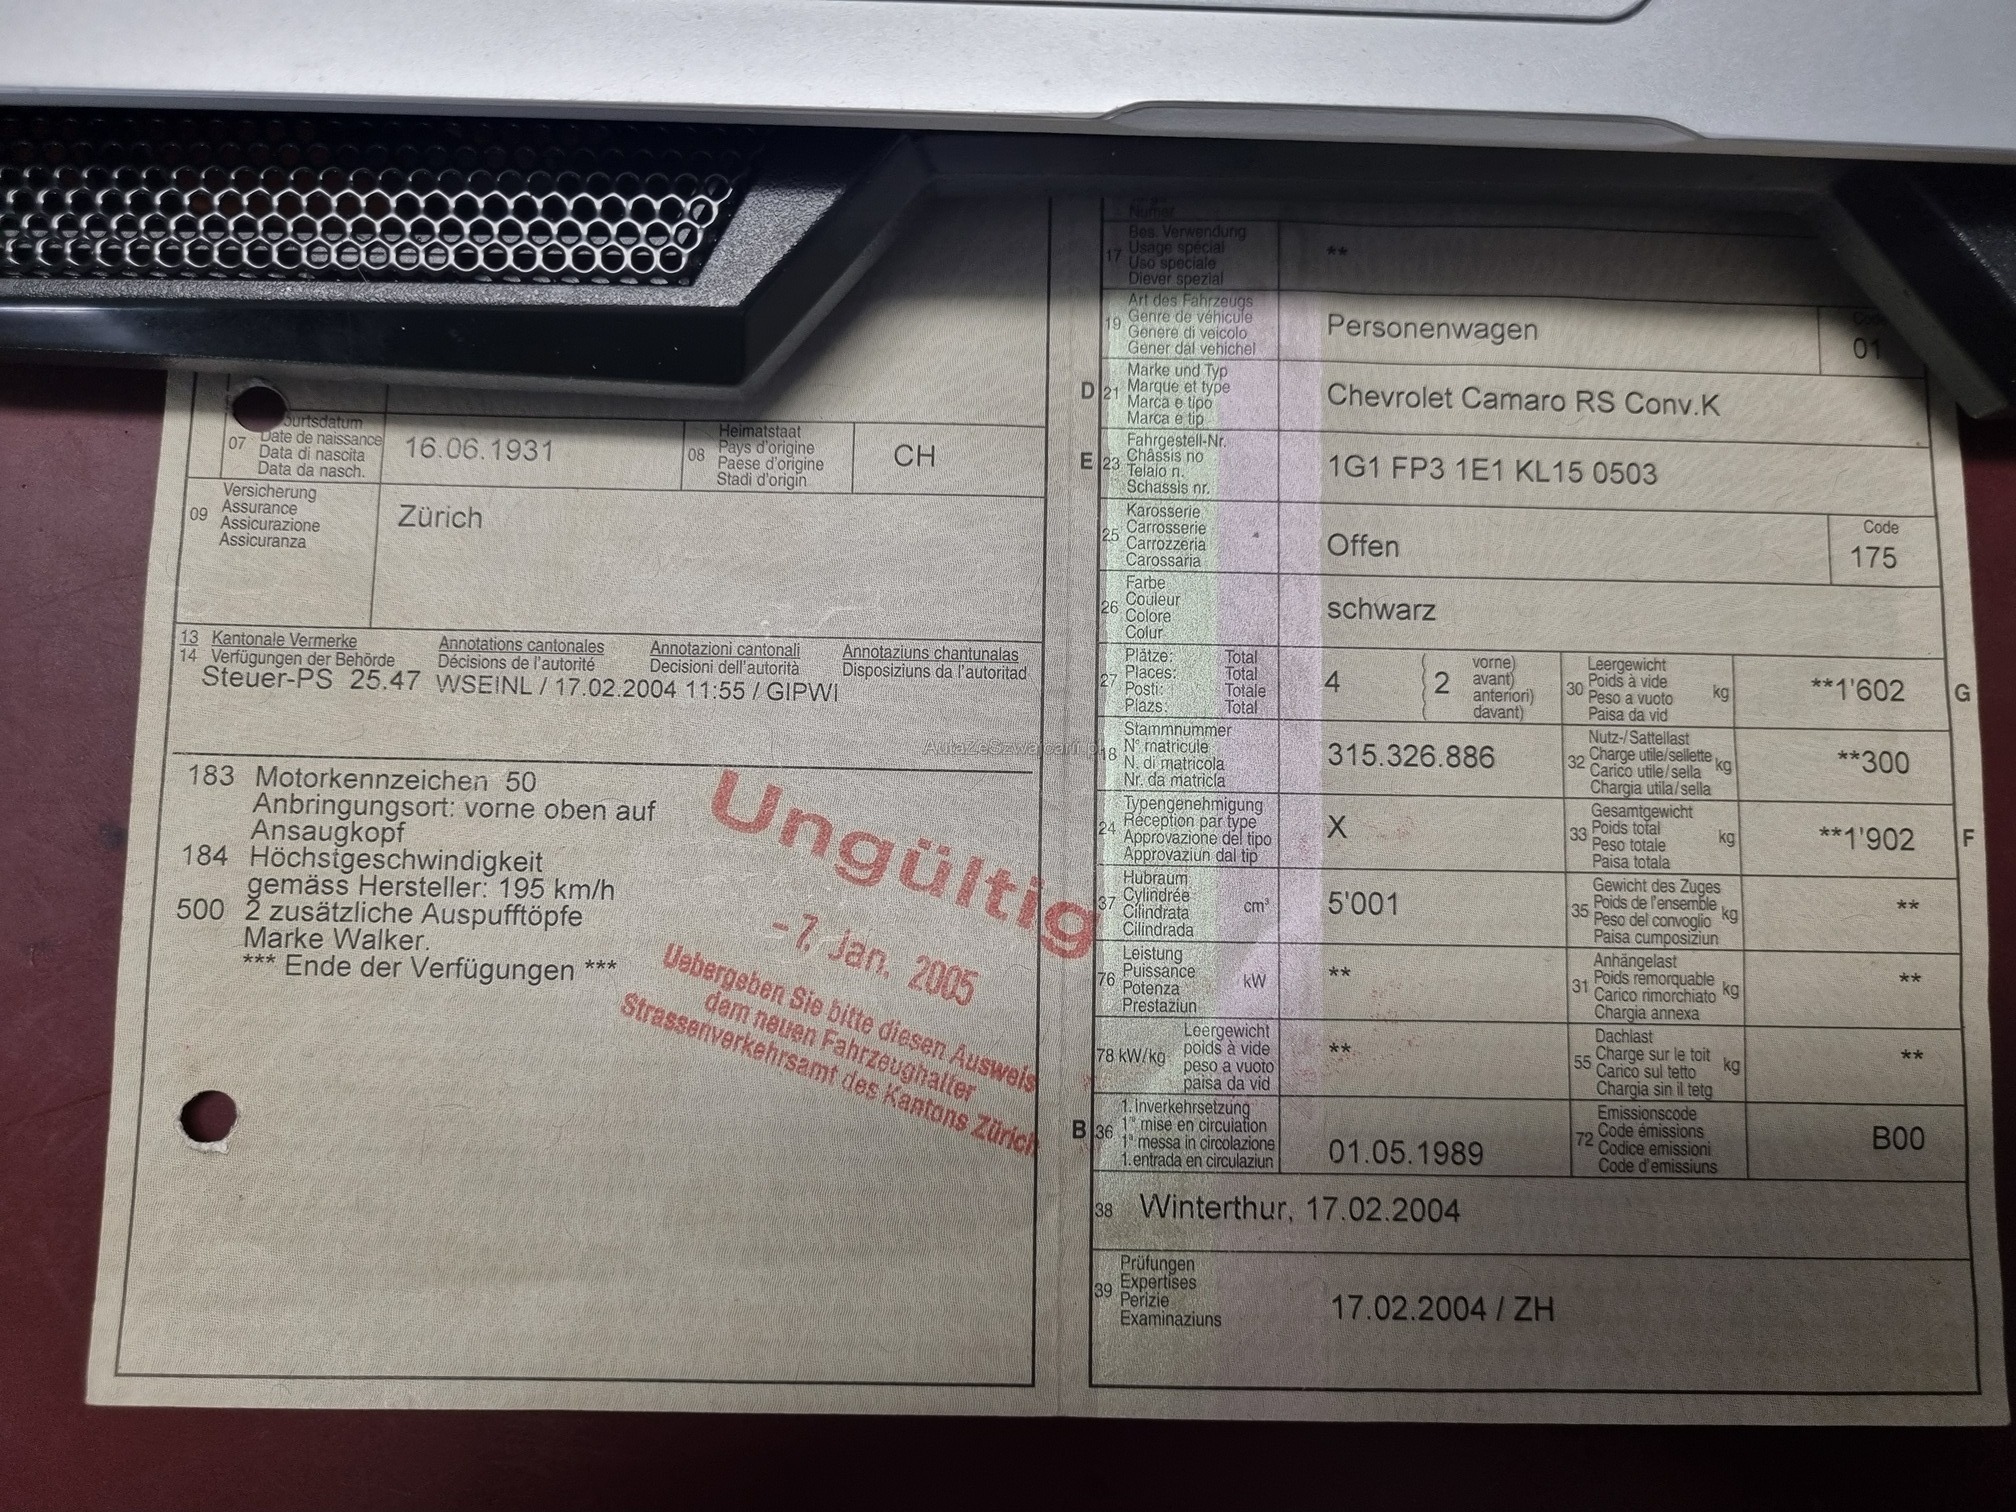 07
Date de naissance
Data di nascita
Data da nasch.
16.06.1931
08
Heimatstaat
Pays d'origine
Paese d'origine
Stadi d'origin
CH
09
Versicherung
Assurance
Assicurazione
Assicuranza
Zürich
13 Kantonale Vermerke Annotations cantonales Annotazioni cantonali Annotaziuns chantunalas
14 Verfügungen der Behörde Décisions de l'autorité Decisioni dell'autorità Disposiziuns da l'autoritad
Steuer-PS 25.47 WSEINL / 17.02.2004 11:55 / GIPWI
183 Motorkennzeichen 50
Anbringungsort: vorne oben auf
Ansaugkopf
184 Höchstgeschwindigkeit
gemäss Hersteller: 195 km/h
500 2 zusätzliche Auspufftöpfe
Marke Walker.
*** Ende der Verfügungen ***
Ungültig
-7. Jan. 2005
Uebergeben Sie bitte diesen Ausweis
dem neuen Fahrzeughalter
Strassenverkehrsamt des Kantons Zürich
AutaZeSzwajcarii.pl
Numer
17
Bes. Verwendung
Usage spécial
Uso speciale
Diever spezial
**
19
Art des Fahrzeugs
Genre de véhicule
Genere di veicolo
Gener dal vehichel
Personenwagen
Code
01
D 21
Marke und Typ
Marque et type
Marca e tipo
Marca e tip
Chevrolet Camaro RS Conv.K
E 23
Fahrgestell-Nr.
Châssis no
Telaio n.
Schassis nr.
1G1 FP3 1E1 KL15 0503
25
Karosserie
Carrosserie
Carrozzeria
Carossaria
Offen
Code
175
26
Farbe
Couleur
Colore
Colur
schwarz
27
Plätze: Total
Places: Total
Posti: Totale
Plazs: Total
4
2
vorne)
avant)
anteriori)
davant)
30
Leergewicht
Poids à vide
Peso a vuoto
Paisa da vid
kg
**1'602
G
18
Stammnummer
N° matricule
N. di matricola
Nr. da matricla
315.326.886
32
Nutz-/Sattellast
Charge utile/sellette
Carico utile/sella
Chargia utila/sella
kg
**300
24
Typengenehmigung
Réception par type
Approvazione del tipo
Approvaziun dal tip
X
33
Gesamtgewicht
Poids total
Peso totale
Paisa totala
kg
**1'902
F
37
Hubraum
Cylindrée
Cilindrata
Cilindrada
cm³
5'001
35
Gewicht des Zuges
Poids de l'ensemble
Peso del convoglio
Paisa cumposiziun
kg
**
76
Leistung
Puissance
Potenza
Prestaziun
kW
**
31
Anhängelast
Poids remorquable
Carico rimorchiato
Chargia annexa
kg
**
78 kW/kg
Leergewicht
poids à vide
peso a vuoto
paisa da vid
**
55
Dachlast
Charge sur le toit
Carico sul tetto
Chargia sin il tetg
kg
**
B 36
1. Inverkehrsetzung
1re mise en circulation
1a messa in circolazione
1. entrada en circulaziun
01.05.1989
72
Emissionscode
Code émissions
Codice emissioni
Code d'emissiuns
B00
38 Winterthur, 17.02.2004
39
Prüfungen
Expertises
Perizie
Examinaziuns
17.02.2004 / ZH